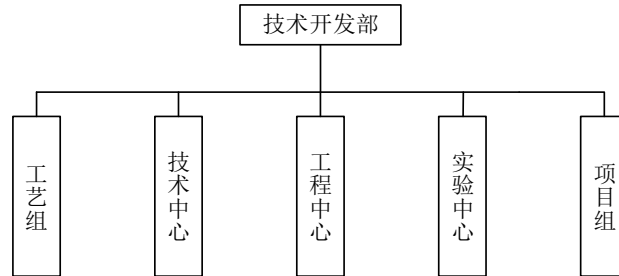 技术开发部
工艺组
技术中心
工程中心
实验中心
项目组